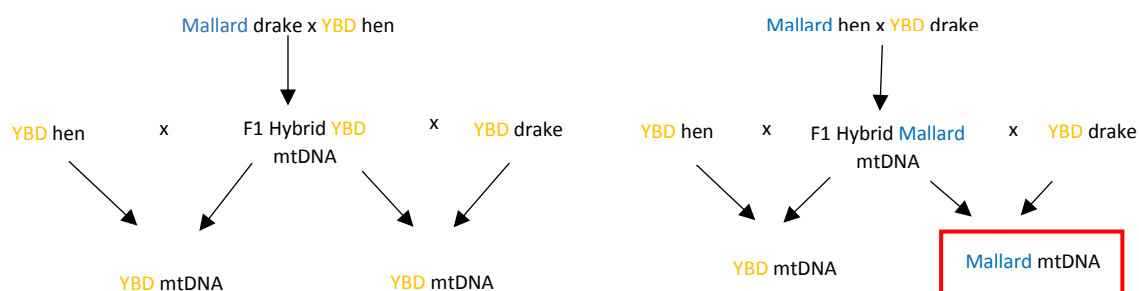 Mallard drake x YBD hen
YBD hen x F1 Hybrid YBD x YBD drake
mtDNA
YBD mtDNA YBD mtDNA
Mallard hen x YBD drake
YBD hen x F1 Hybrid Mallard x YBD drake
mtDNA
YBD mtDNA Mallard mtDNA